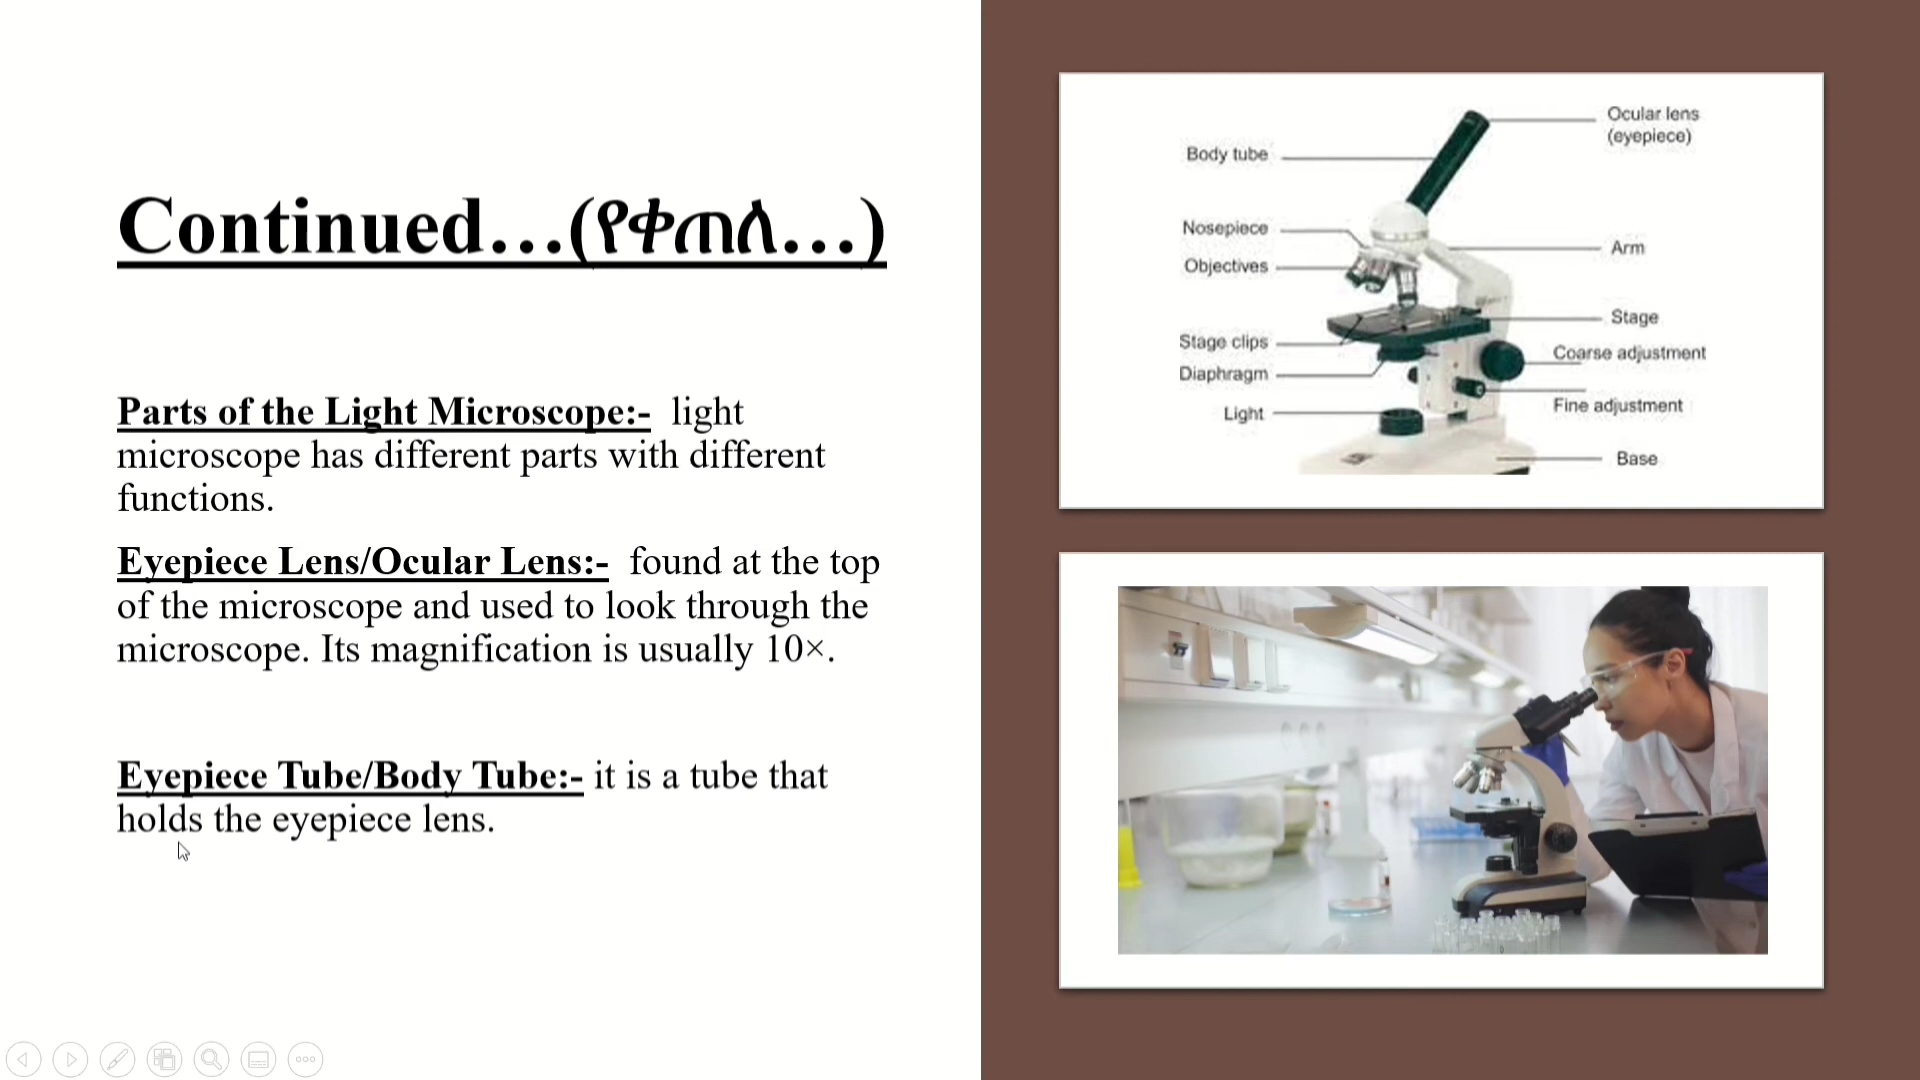 Continued…(የቀጠለ…)
Parts of the Light Microscope:- light
microscope has different parts with different
functions.
Eyepiece Lens/Ocular Lens:- found at the top
of the microscope and used to look through the
microscope. Its magnification is usually 10×.
Eyepiece Tube/Body Tube:- it is a tube that
holds the eyepiece lens.
Ocular lens
(eyepiece)
Body tube
Nosepiece
Arm
Objectives
Stage
Stage clips
Coarse adjustment
Diaphragm
Fine adjustment
Light
Base